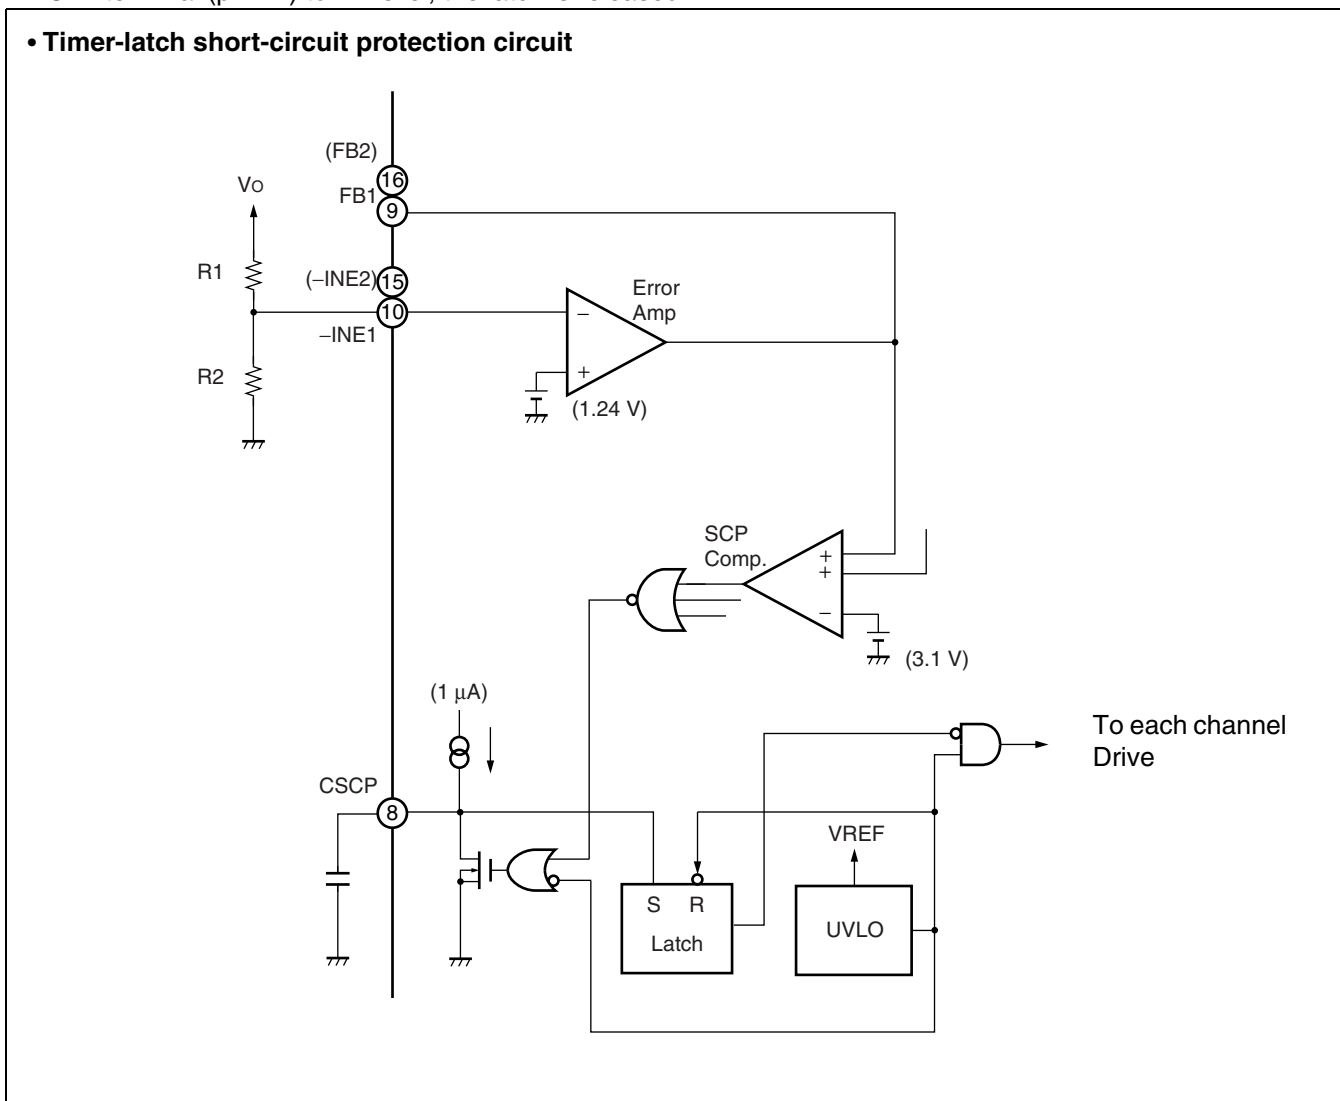 • Timer-latch short-circuit protection circuit
(FB2)
16
FB1
9
VO
R1
(−INE2)
15
10
−INE1
R2
Error
Amp
−
+
(1.24 V)
SCP
Comp.
+
+
−
(3.1 V)
(1 μA)
To each channel
Drive
CSCP
8
VREF
S R
Latch
UVLO